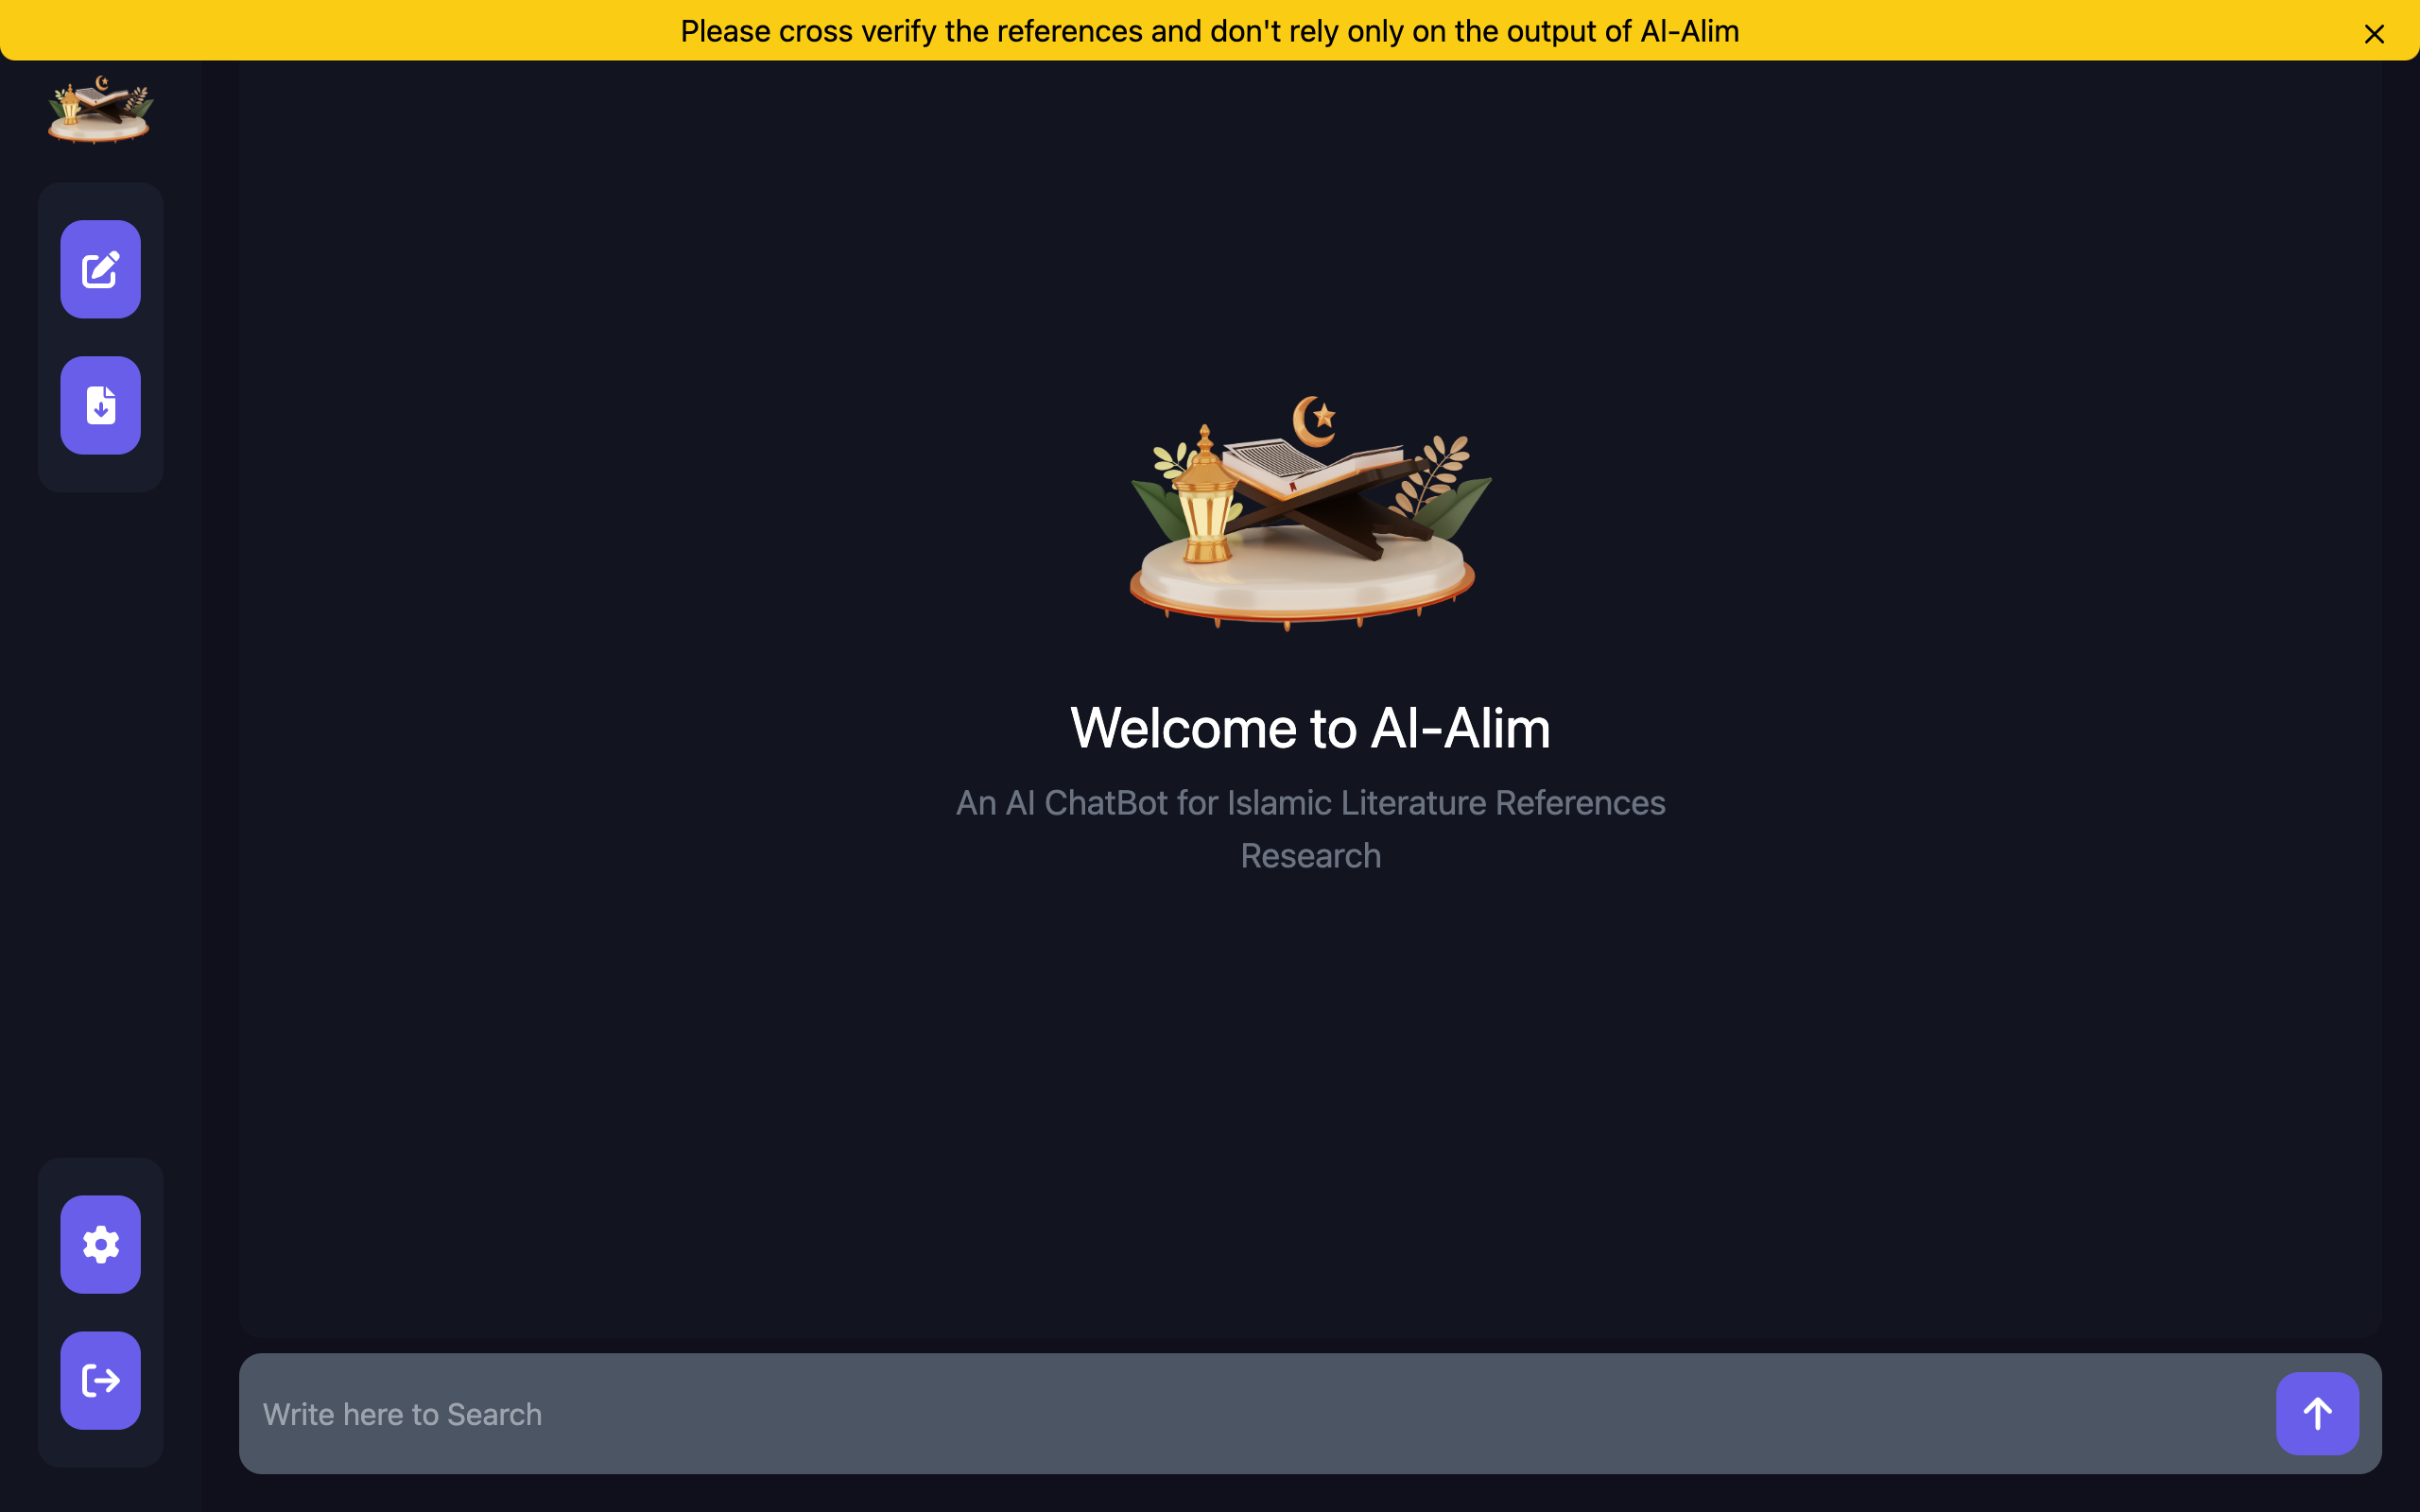 Please cross verify the references and don't rely only on the output of Al-Alim
Welcome to Al-Alim
An AI ChatBot for Islamic Literature References
Research
Write here to Search